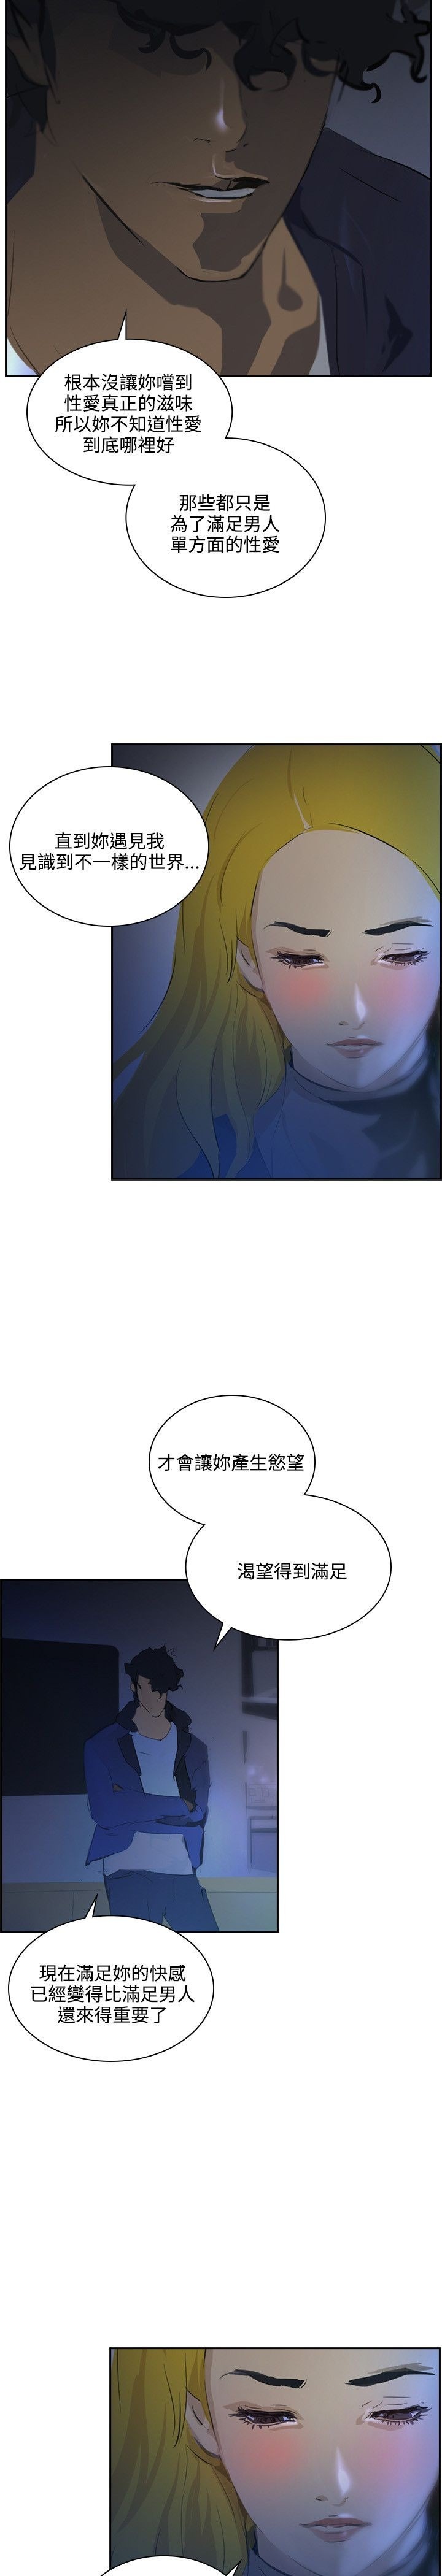 根本沒讓妳嚐到
性愛真正的滋味
所以妳不知道性愛
到底哪裡好
那些都只是
為了滿足男人
單方面的性愛
直到妳遇見我
見識到不一樣的世界...
才會讓妳產生慾望
渴望得到滿足
現在滿足妳的快感
已經變得比滿足男人
還來得重要了